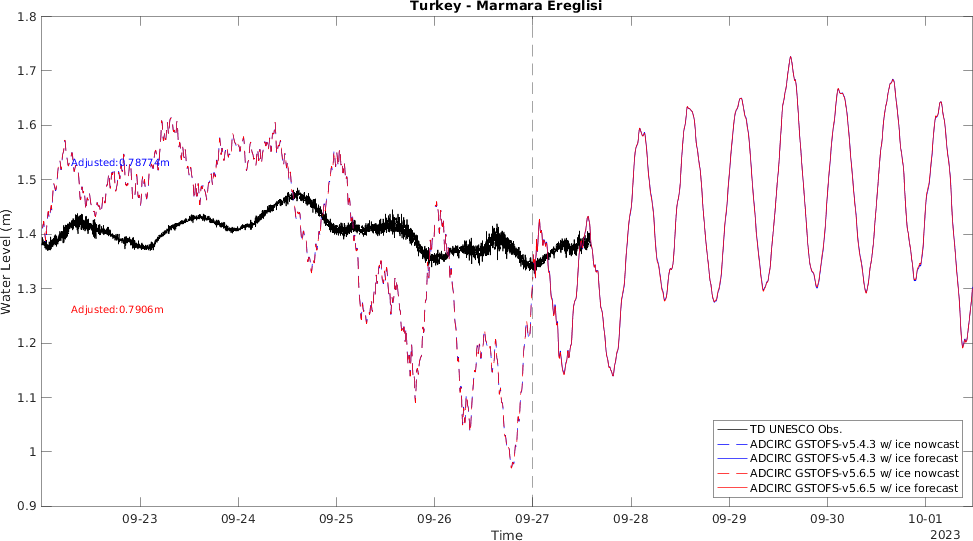 Turkey - Marmara Ereglisi
1.8
1.7
1.6
1.5
1.4
1.3
1.2
1.1
1
0.9
Water Level (m)
Adjusted:0.78774m
Adjusted:0.7906m
TD UNESCO Obs.
ADCIRC GSTOFS-v5.4.3 w/ ice nowcast
ADCIRC GSTOFS-v5.4.3 w/ ice forecast
ADCIRC GSTOFS-v5.6.5 w/ ice nowcast
ADCIRC GSTOFS-v5.6.5 w/ ice forecast
09-23 09-24 09-25 09-26 09-27 09-28 09-29 09-30 10-01
2023
Time